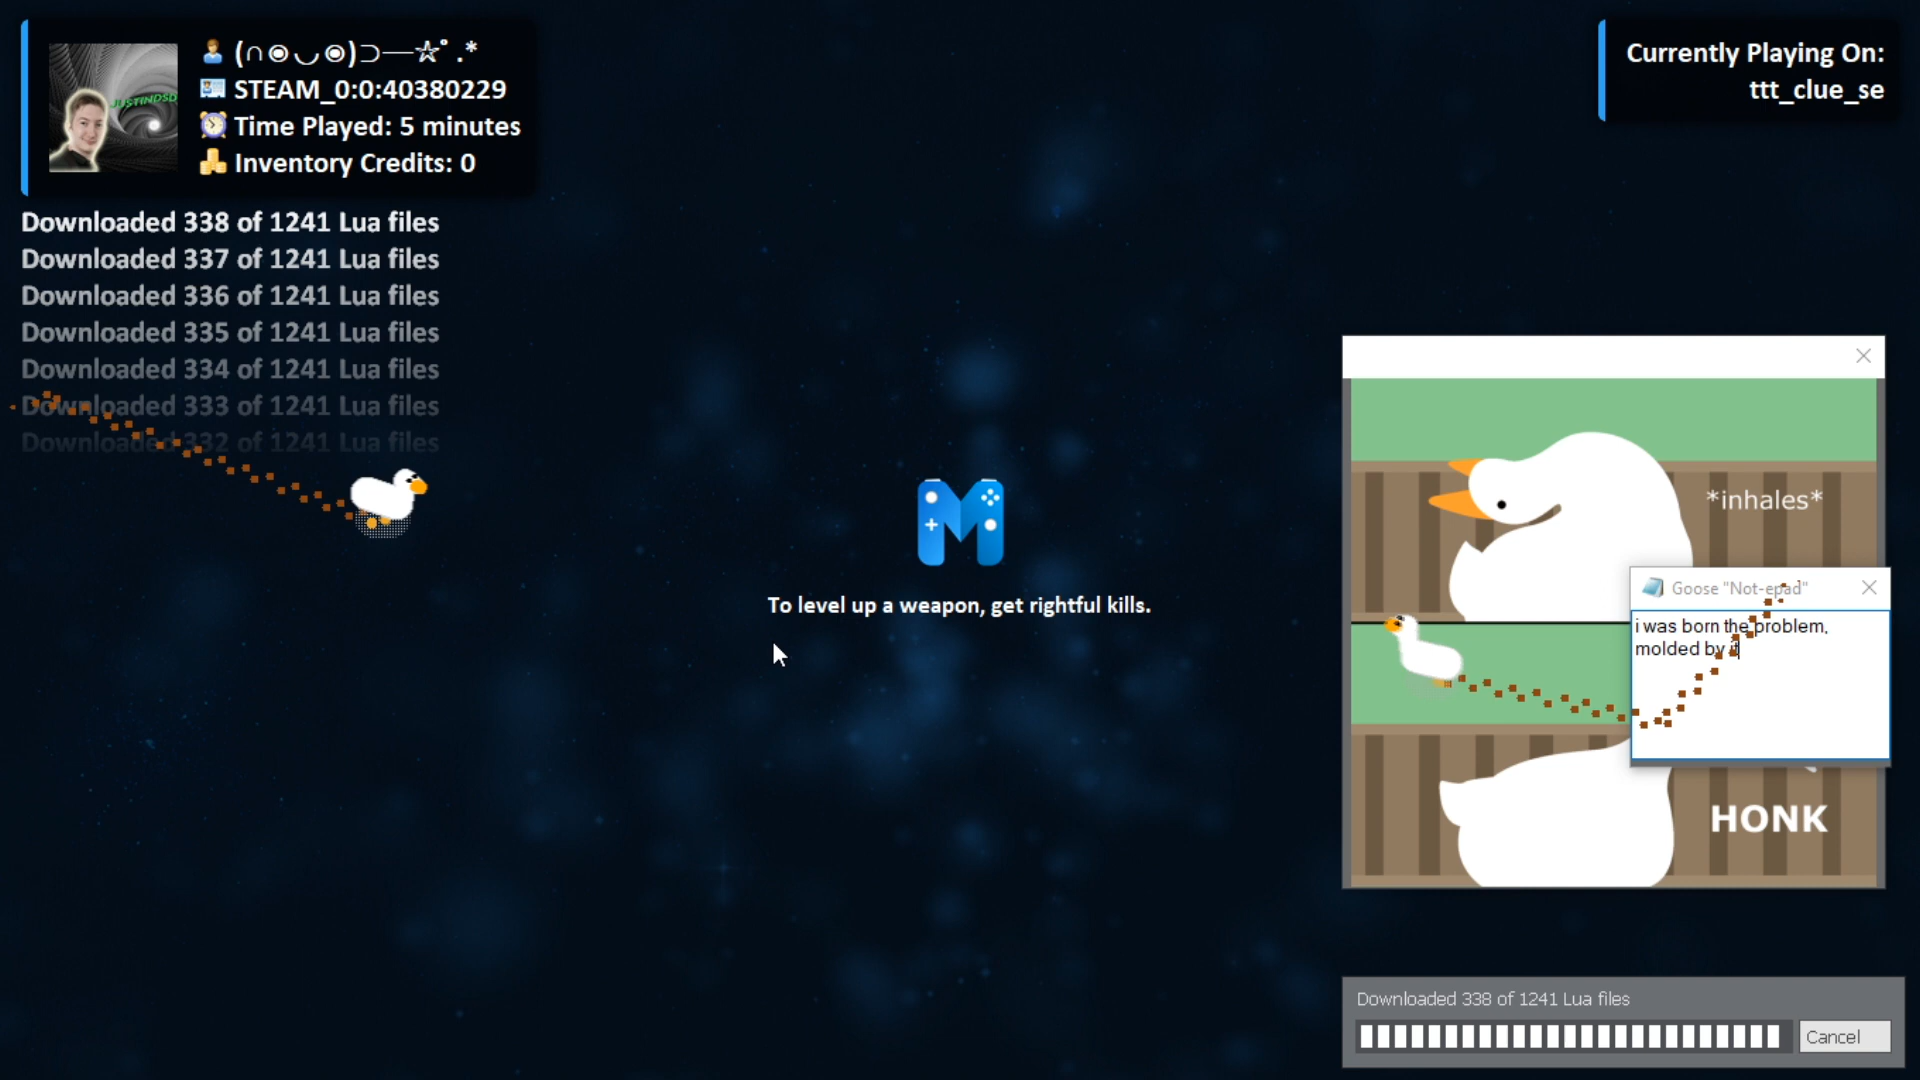 (∩◉◡◉)⊃━☆ﾟ.*
STEAM_0:0:40380229
Time Played: 5 minutes
Inventory Credits: 0
JUSTINDSD
Currently Playing On:
ttt_clue_se
Downloaded 338 of 1241 Lua files
Downloaded 337 of 1241 Lua files
Downloaded 336 of 1241 Lua files
Downloaded 335 of 1241 Lua files
Downloaded 334 of 1241 Lua files
Downloaded 333 of 1241 Lua files
Downloaded 332 of 1241 Lua files
To level up a weapon, get rightful kills.
*inhales*
Goose "Not-epad"
i was born the problem,
molded by it
HONK
Downloaded 338 of 1241 Lua files
Cancel